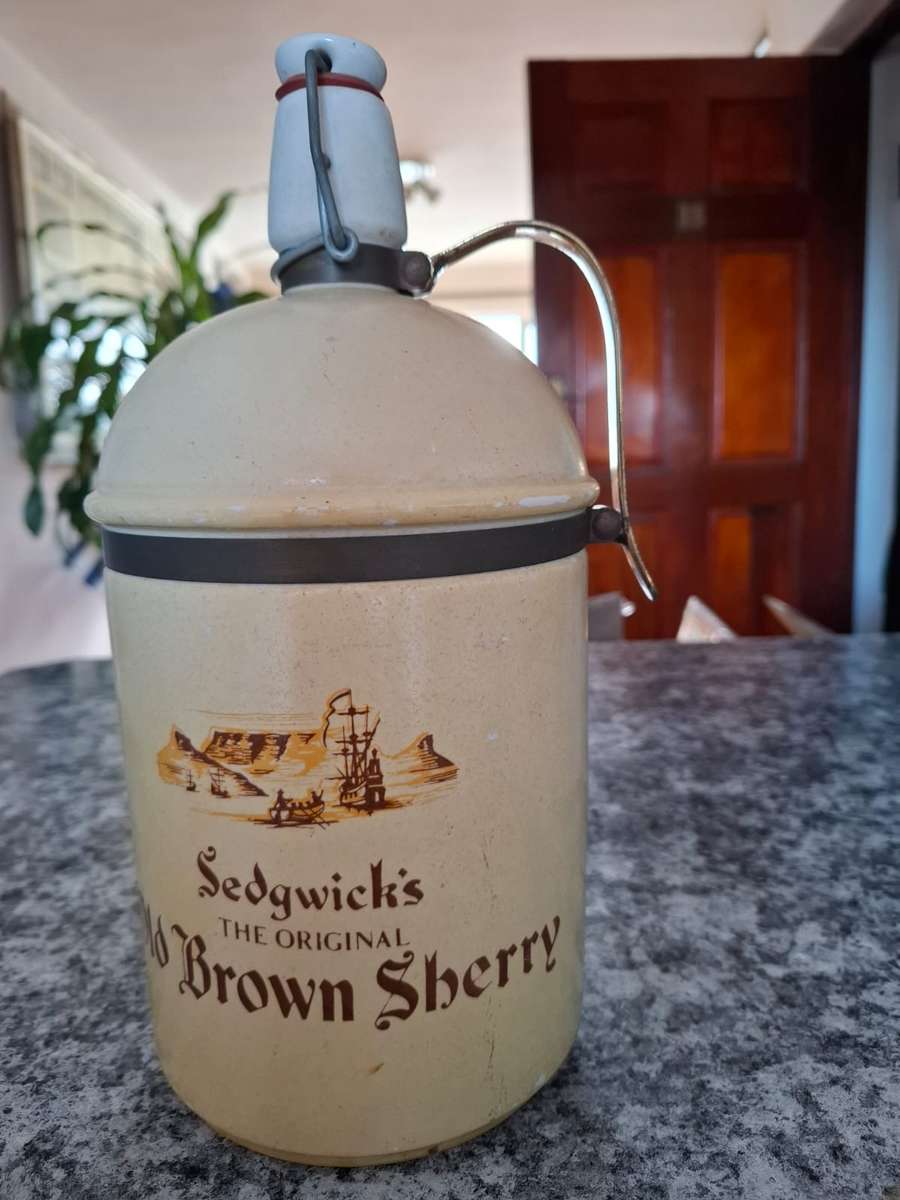 Sedgwick's
THE ORIGINAL
ld Brown Sherry